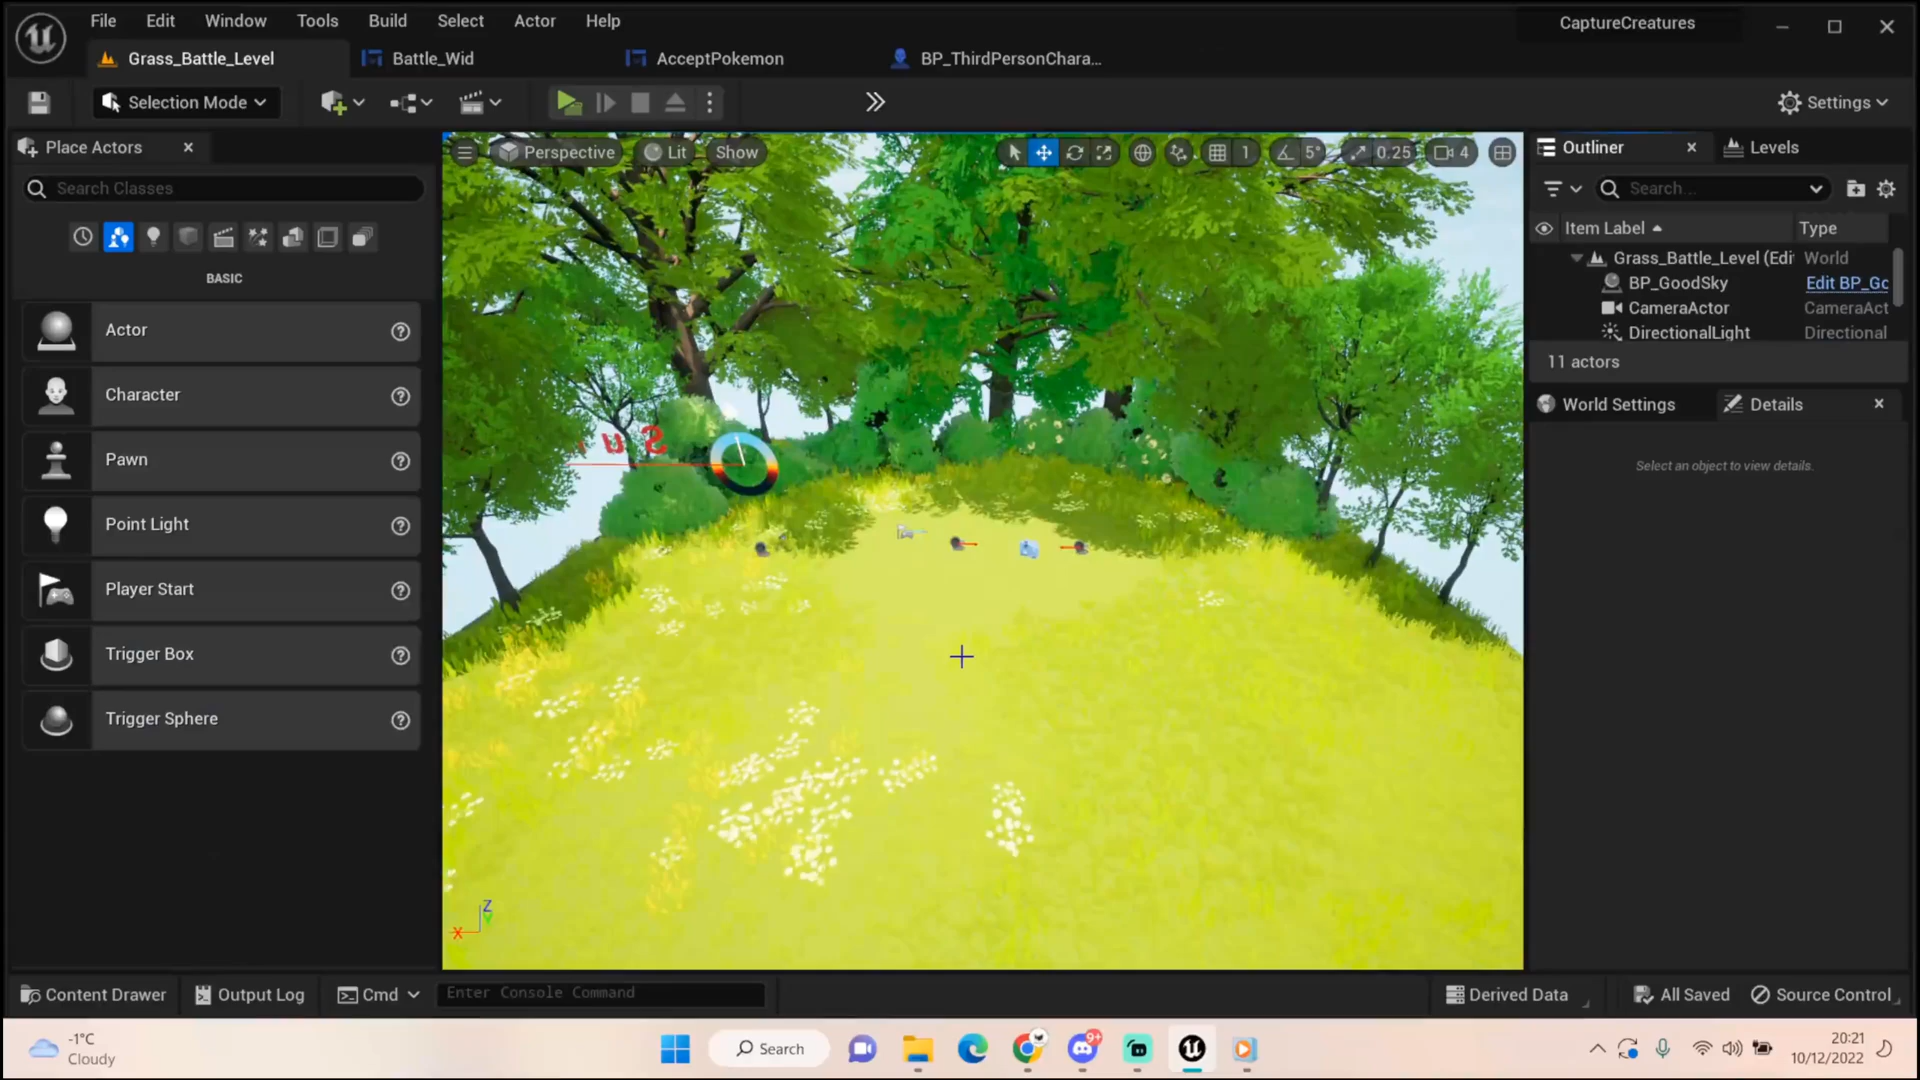 File Edit Window Tools Build Select Actor Help
CaptureCreatures
Grass_Battle_Level
Battle_Wid
AcceptPokemon
BP_ThirdPersonChara...
Selection Mode
Settings
Place Actors
Perspective
Lit
Show
1
5°
0.25
4
Outliner
Levels
Search Classes
Search...
Item Label
Type
BASIC
Grass_Battle_Level (Edi
World
BP_GoodSky
Edit BP_Gc
CameraActor
CameraAct
DirectionalLight
Directional
11 actors
Actor
Character
Pawn
Point Light
Player Start
Trigger Box
Trigger Sphere
World Settings
Details
Select an object to view details.
S u
Z
Y
X
Content Drawer
Output Log
Cmd
Enter Console Command
Derived Data
All Saved
Source Control
-1°C
Cloudy
Search
9+
20:21
10/12/2022